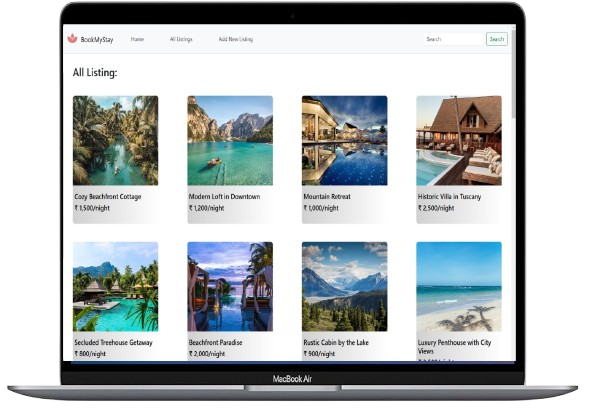 BookMyStay Home All Listings Add New Listing Search Search
All Listing:
Cozy Beachfront Cottage
₹ 1,500/night
Modern Loft in Downtown
₹ 1,200/night
Mountain Retreat
₹ 1,000/night
Historic Villa in Tuscany
₹ 2,500/night
Secluded Treehouse Getaway
₹ 800/night
Beachfront Paradise
₹ 2,000/night
Rustic Cabin by the Lake
₹ 900/night
Luxury Penthouse with City
Views
MacBook Air